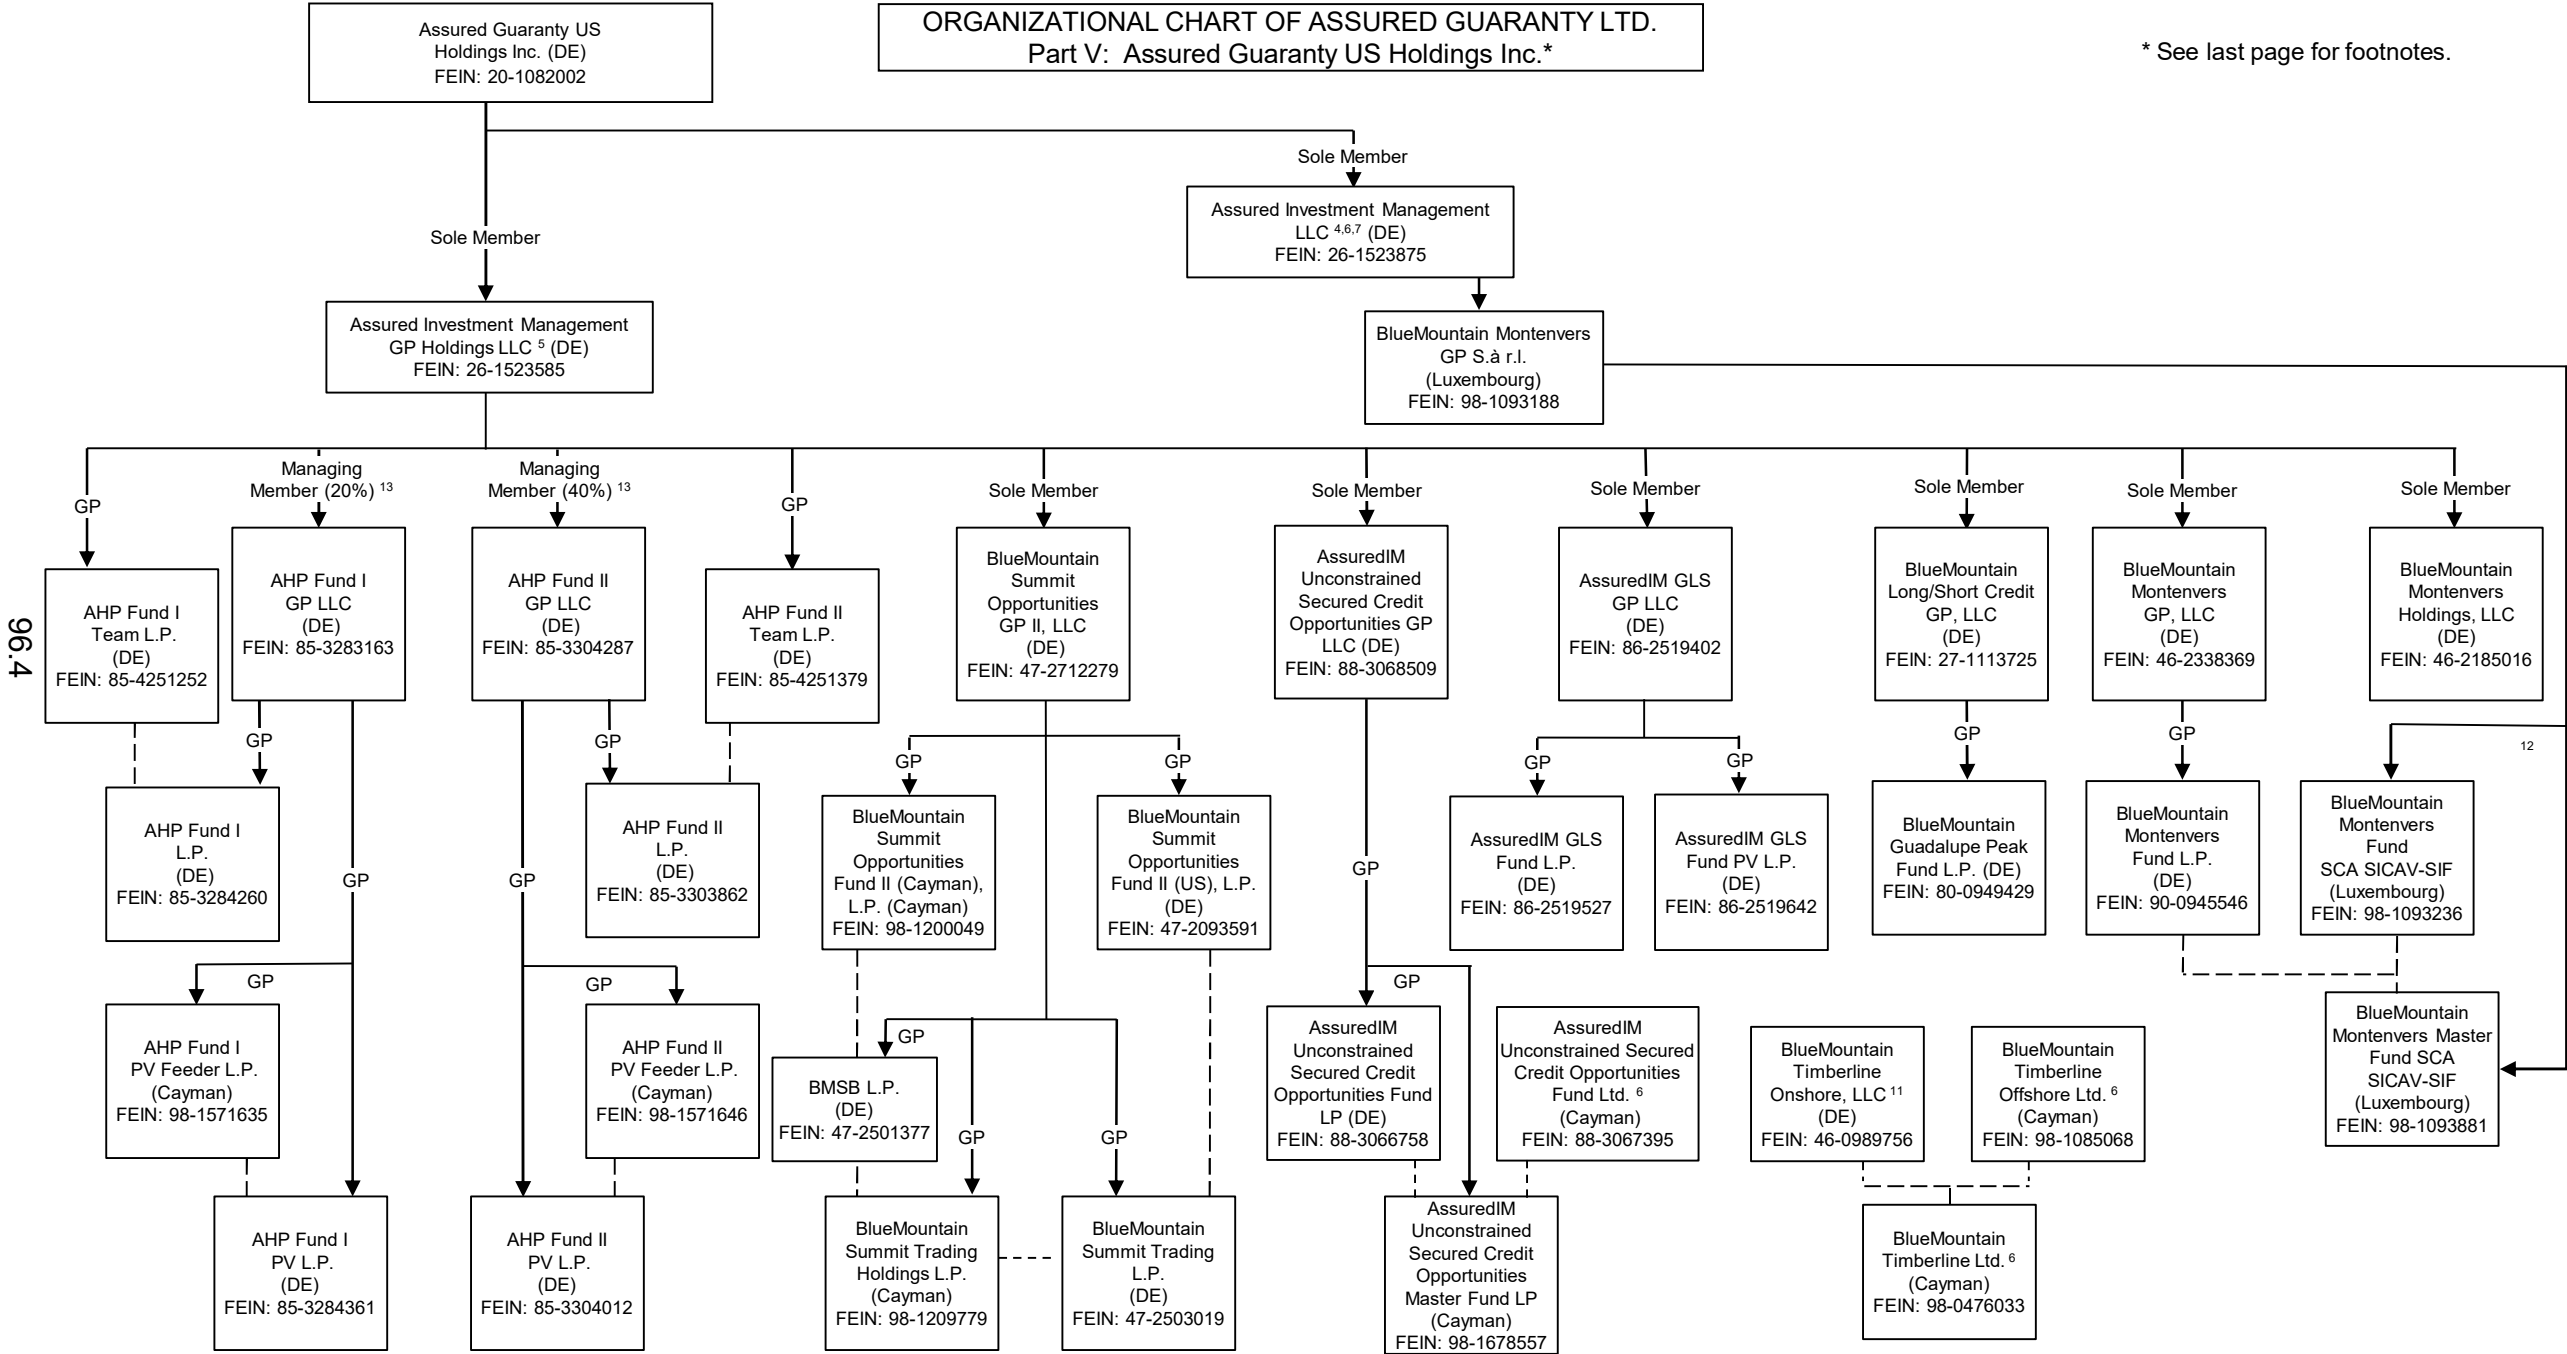 Assured Guaranty US
Holdings Inc. (DE)
FEIN: 20-1082002
ORGANIZATIONAL CHART OF ASSURED GUARANTY LTD.
Part V: Assured Guaranty US Holdings Inc.*
* See last page for footnotes.
Sole Member
Assured Investment Management
LLC 4,6,7 (DE)
FEIN: 26-1523875
Sole Member
Assured Investment Management
GP Holdings LLC 5 (DE)
FEIN: 26-1523585
BlueMountain Montenvers
GP S.à r.l.
(Luxembourg)
FEIN: 98-1093188
GP
Managing
Member (20%) 13
Managing
Member (40%) 13
GP
Sole Member
Sole Member
Sole Member
Sole Member
Sole Member
Sole Member
AHP Fund I
Team L.P.
(DE)
FEIN: 85-4251252
AHP Fund I
GP LLC
(DE)
FEIN: 85-3283163
AHP Fund II
GP LLC
(DE)
FEIN: 85-3304287
AHP Fund II
Team L.P.
(DE)
FEIN: 85-4251379
BlueMountain
Summit
Opportunities
GP II, LLC
(DE)
FEIN: 47-2712279
AssuredIM
Unconstrained
Secured Credit
Opportunities GP
LLC (DE)
FEIN: 88-3068509
AssuredIM GLS
GP LLC
(DE)
FEIN: 86-2519402
BlueMountain
Long/Short Credit
GP, LLC
(DE)
FEIN: 27-1113725
BlueMountain
Montenvers
GP, LLC
(DE)
FEIN: 46-2338369
BlueMountain
Montenvers
Holdings, LLC
(DE)
FEIN: 46-2185016
96.4
GP
GP
GP
GP
GP
GP
GP
GP
12
AHP Fund I
L.P.
(DE)
FEIN: 85-3284260
GP
GP
AHP Fund II
L.P.
(DE)
FEIN: 85-3303862
BlueMountain
Summit
Opportunities
Fund II (Cayman),
L.P. (Cayman)
FEIN: 98-1200049
BlueMountain
Summit
Opportunities
Fund II (US), L.P.
(DE)
FEIN: 47-2093591
GP
AssuredIM GLS
Fund L.P.
(DE)
FEIN: 86-2519527
AssuredIM GLS
Fund PV L.P.
(DE)
FEIN: 86-2519642
BlueMountain
Guadalupe Peak
Fund L.P. (DE)
FEIN: 80-0949429
BlueMountain
Montenvers
Fund L.P.
(DE)
FEIN: 90-0945546
BlueMountain
Montenvers
Fund
SCA SICAV-SIF
(Luxembourg)
FEIN: 98-1093236
GP
GP
GP
GP
AHP Fund I
PV Feeder L.P.
(Cayman)
FEIN: 98-1571635
AHP Fund II
PV Feeder L.P.
(Cayman)
FEIN: 98-1571646
BMSB L.P.
(DE)
FEIN: 47-2501377
GP
GP
AssuredIM
Unconstrained
Secured Credit
Opportunities Fund
LP (DE)
FEIN: 88-3066758
AssuredIM
Unconstrained Secured
Credit Opportunities
Fund Ltd. 6
(Cayman)
FEIN: 88-3067395
BlueMountain
Timberline
Onshore, LLC 11
(DE)
FEIN: 46-0989756
BlueMountain
Timberline
Offshore Ltd. 6
(Cayman)
FEIN: 98-1085068
BlueMountain
Montenvers Master
Fund SCA
SICAV-SIF
(Luxembourg)
FEIN: 98-1093881
AHP Fund I
PV L.P.
(DE)
FEIN: 85-3284361
AHP Fund II
PV L.P.
(DE)
FEIN: 85-3304012
BlueMountain
Summit Trading
Holdings L.P.
(Cayman)
FEIN: 98-1209779
BlueMountain
Summit Trading
L.P.
(DE)
FEIN: 47-2503019
AssuredIM
Unconstrained
Secured Credit
Opportunities
Master Fund LP
(Cayman)
FEIN: 98-1678557
BlueMountain
Timberline Ltd. 6
(Cayman)
FEIN: 98-0476033